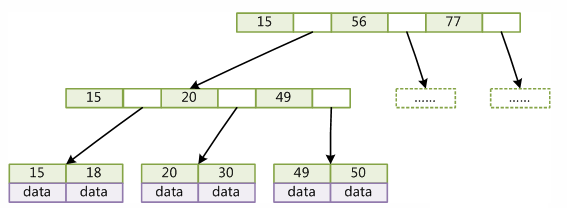 15 56 77
15 20 49
...... ......
15 18 20 30 49 50
data data data data data data